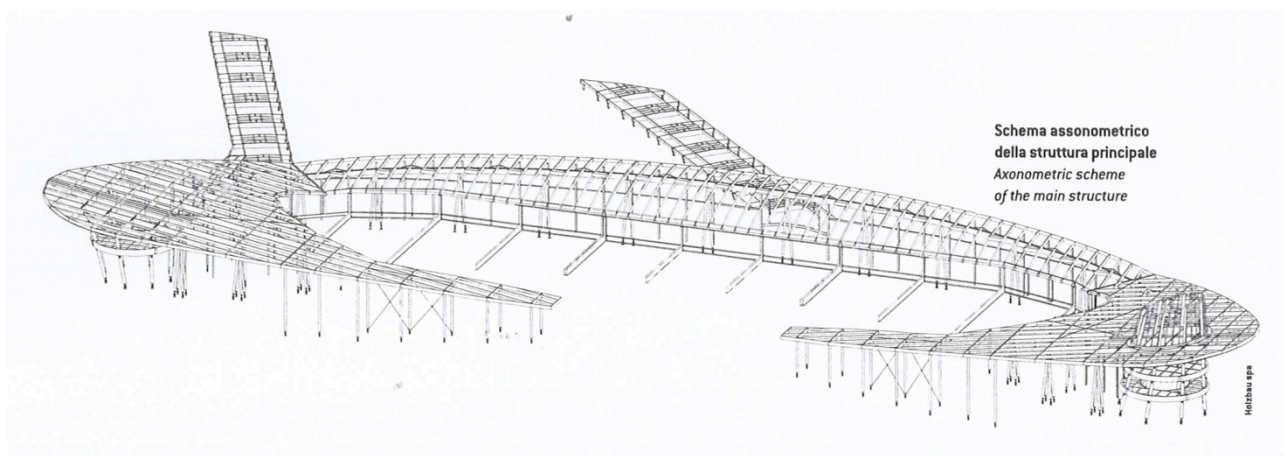 Schema assonometrico
della struttura principale
Axonometric scheme
of the main structure
Holzbau spa